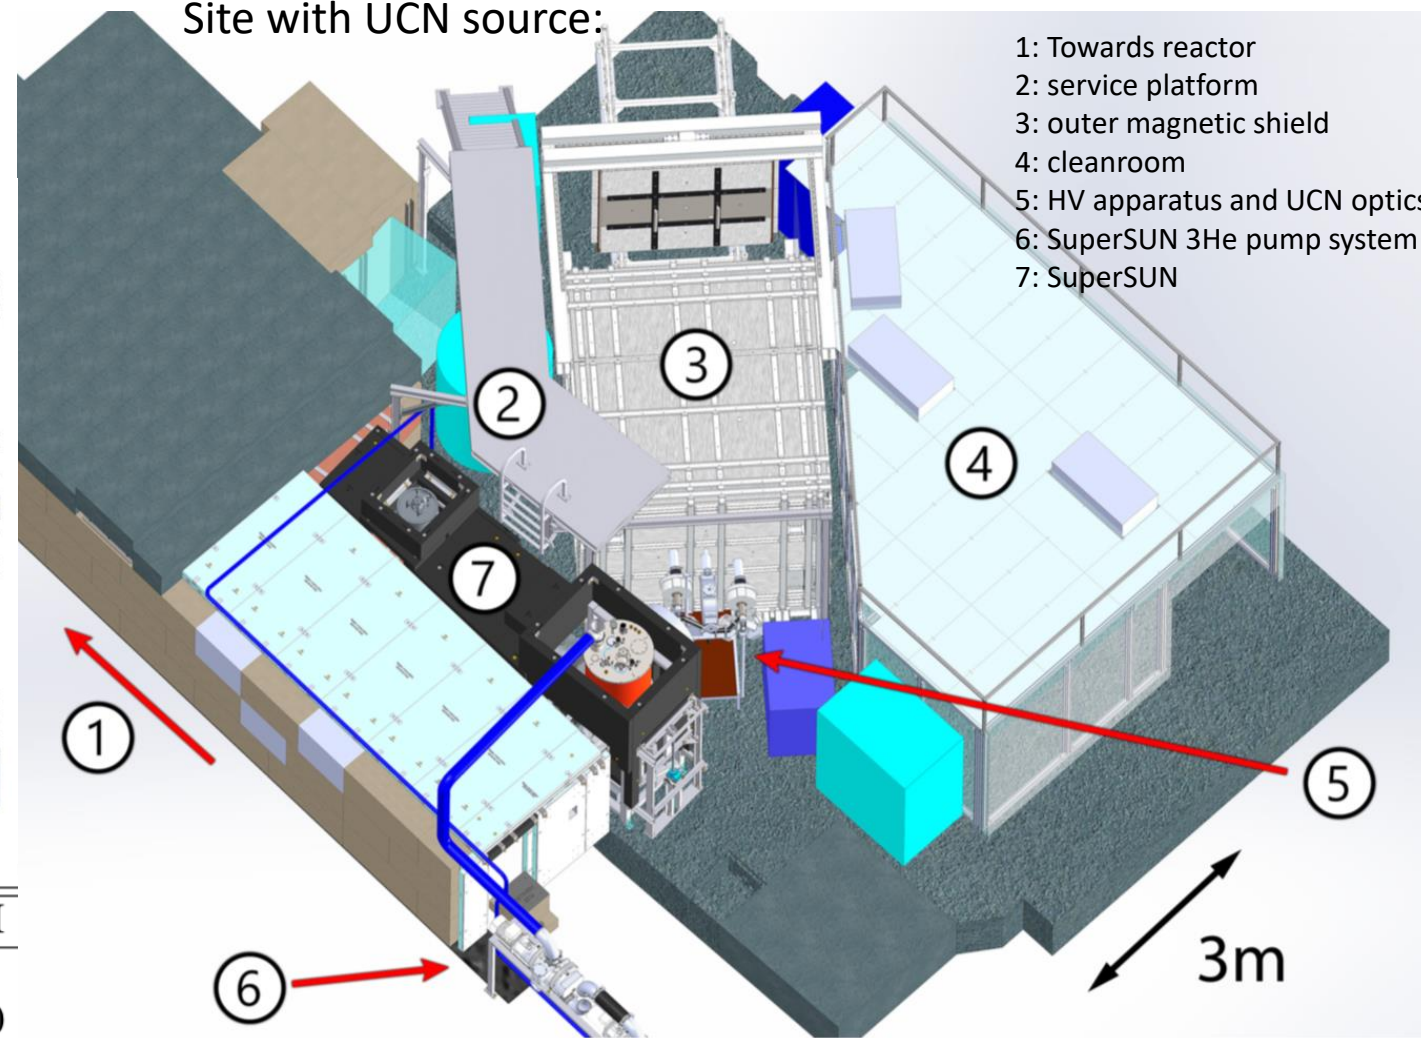 Site with UCN source:
1: Towards reactor
2: service platform
3: outer magnetic shield
4: cleanroom
5: HV apparatus and UCN optics
6: SuperSUN 3He pump system
7: SuperSUN
3
2
4
7
1
5
6
3m